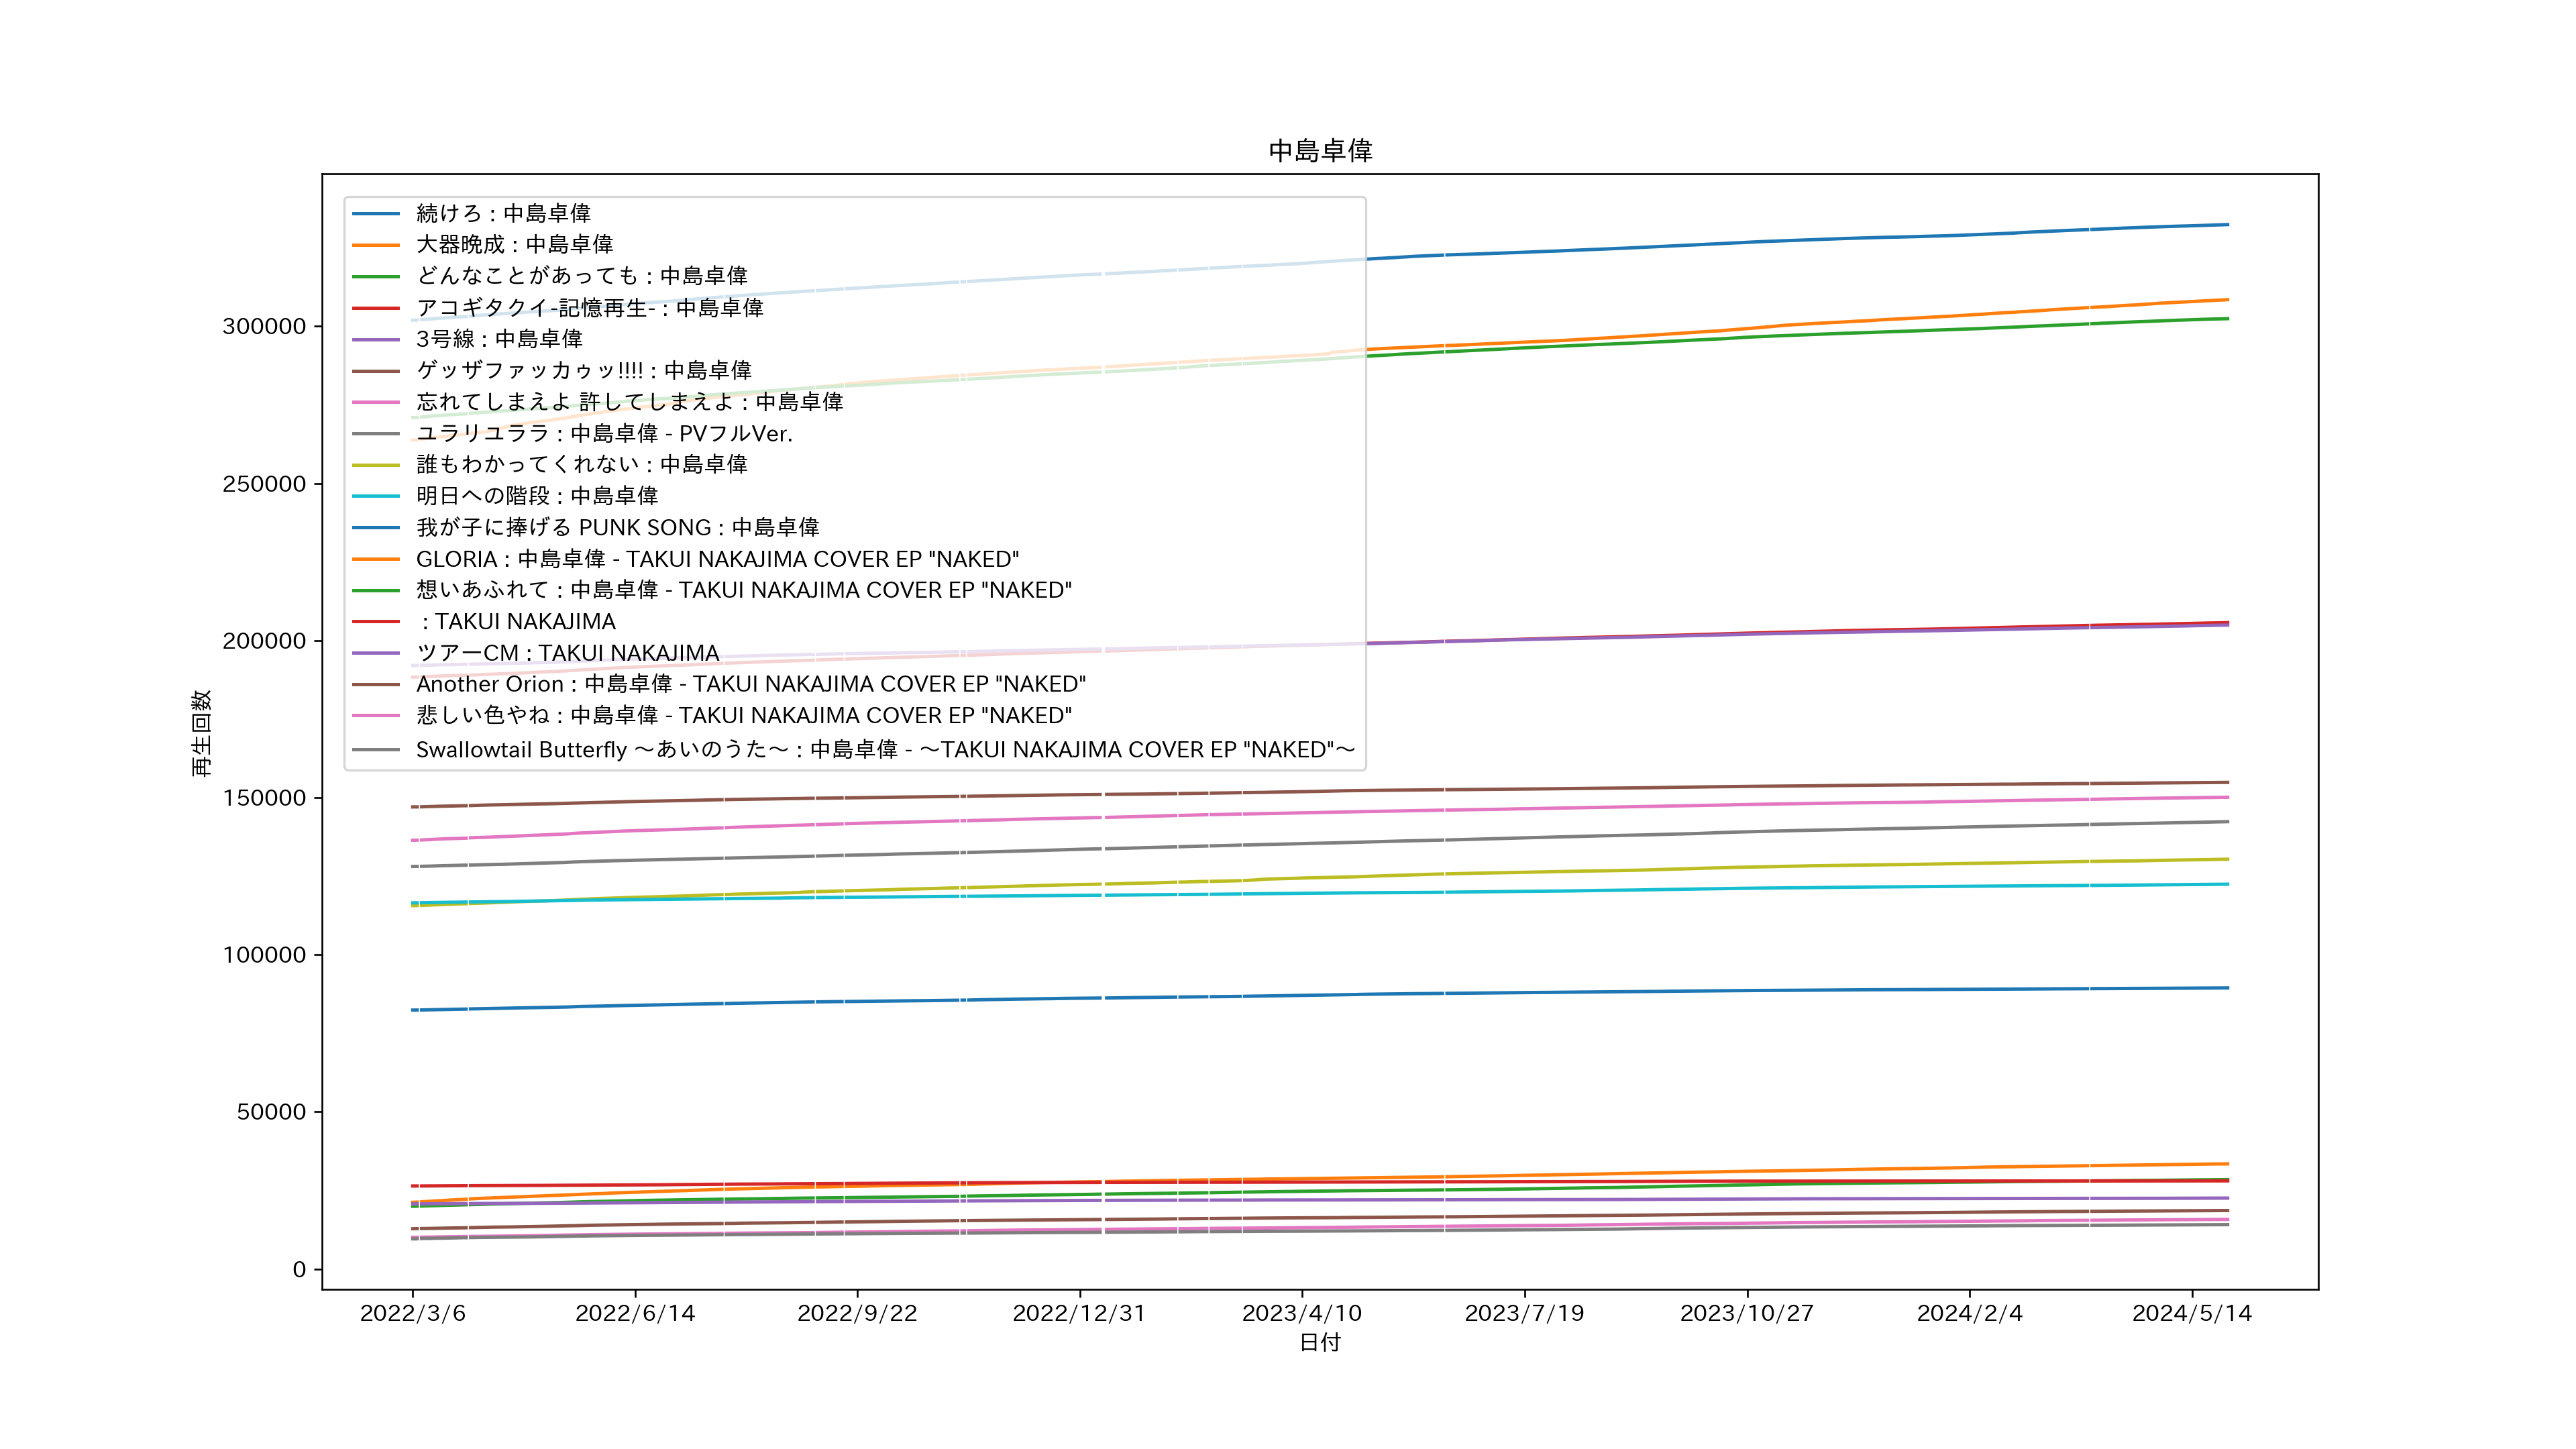 中島卓偉
続けろ : 中島卓偉
大器晩成 : 中島卓偉
どんなことがあっても : 中島卓偉
アコギタクイ-記憶再生- : 中島卓偉
3号線 : 中島卓偉
ゲッザファッカゥッ!!!! : 中島卓偉
忘れてしまえよ 許してしまえよ : 中島卓偉
ユラリユララ : 中島卓偉 - PVフルVer.
誰もわかってくれない : 中島卓偉
明日への階段 : 中島卓偉
我が子に捧げる PUNK SONG : 中島卓偉
GLORIA : 中島卓偉 - TAKUI NAKAJIMA COVER EP "NAKED"
想いあふれて : 中島卓偉 - TAKUI NAKAJIMA COVER EP "NAKED"
: TAKUI NAKAJIMA
ツアーCM : TAKUI NAKAJIMA
Another Orion : 中島卓偉 - TAKUI NAKAJIMA COVER EP "NAKED"
悲しい色やね : 中島卓偉 - TAKUI NAKAJIMA COVER EP "NAKED"
Swallowtail Butterfly 〜あいのうた〜 : 中島卓偉 - 〜TAKUI NAKAJIMA COVER EP "NAKED"〜
再生回数
300000
250000
200000
150000
100000
50000
0
2022/3/6 2022/6/14 2022/9/22 2022/12/31 2023/4/10 2023/7/19 2023/10/27 2024/2/4 2024/5/14
日付